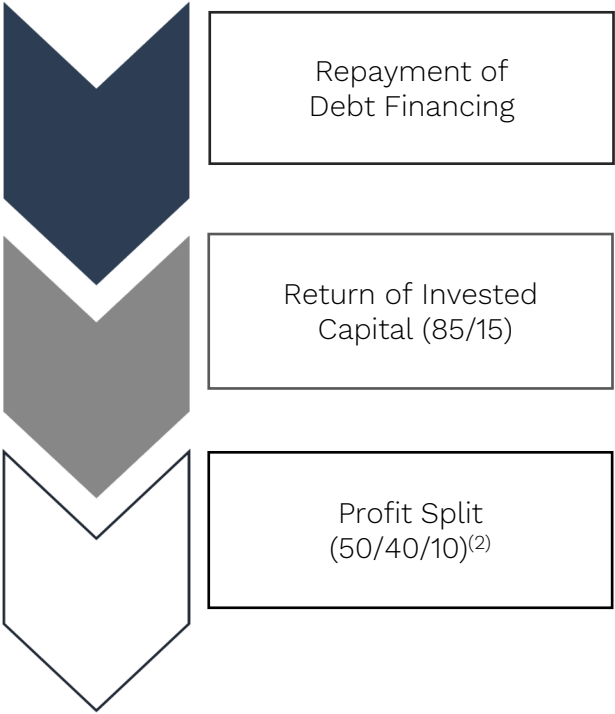 Repayment of
Debt Financing
Return of Invested
Capital (85/15)
Profit Split
(50/40/10)(2)